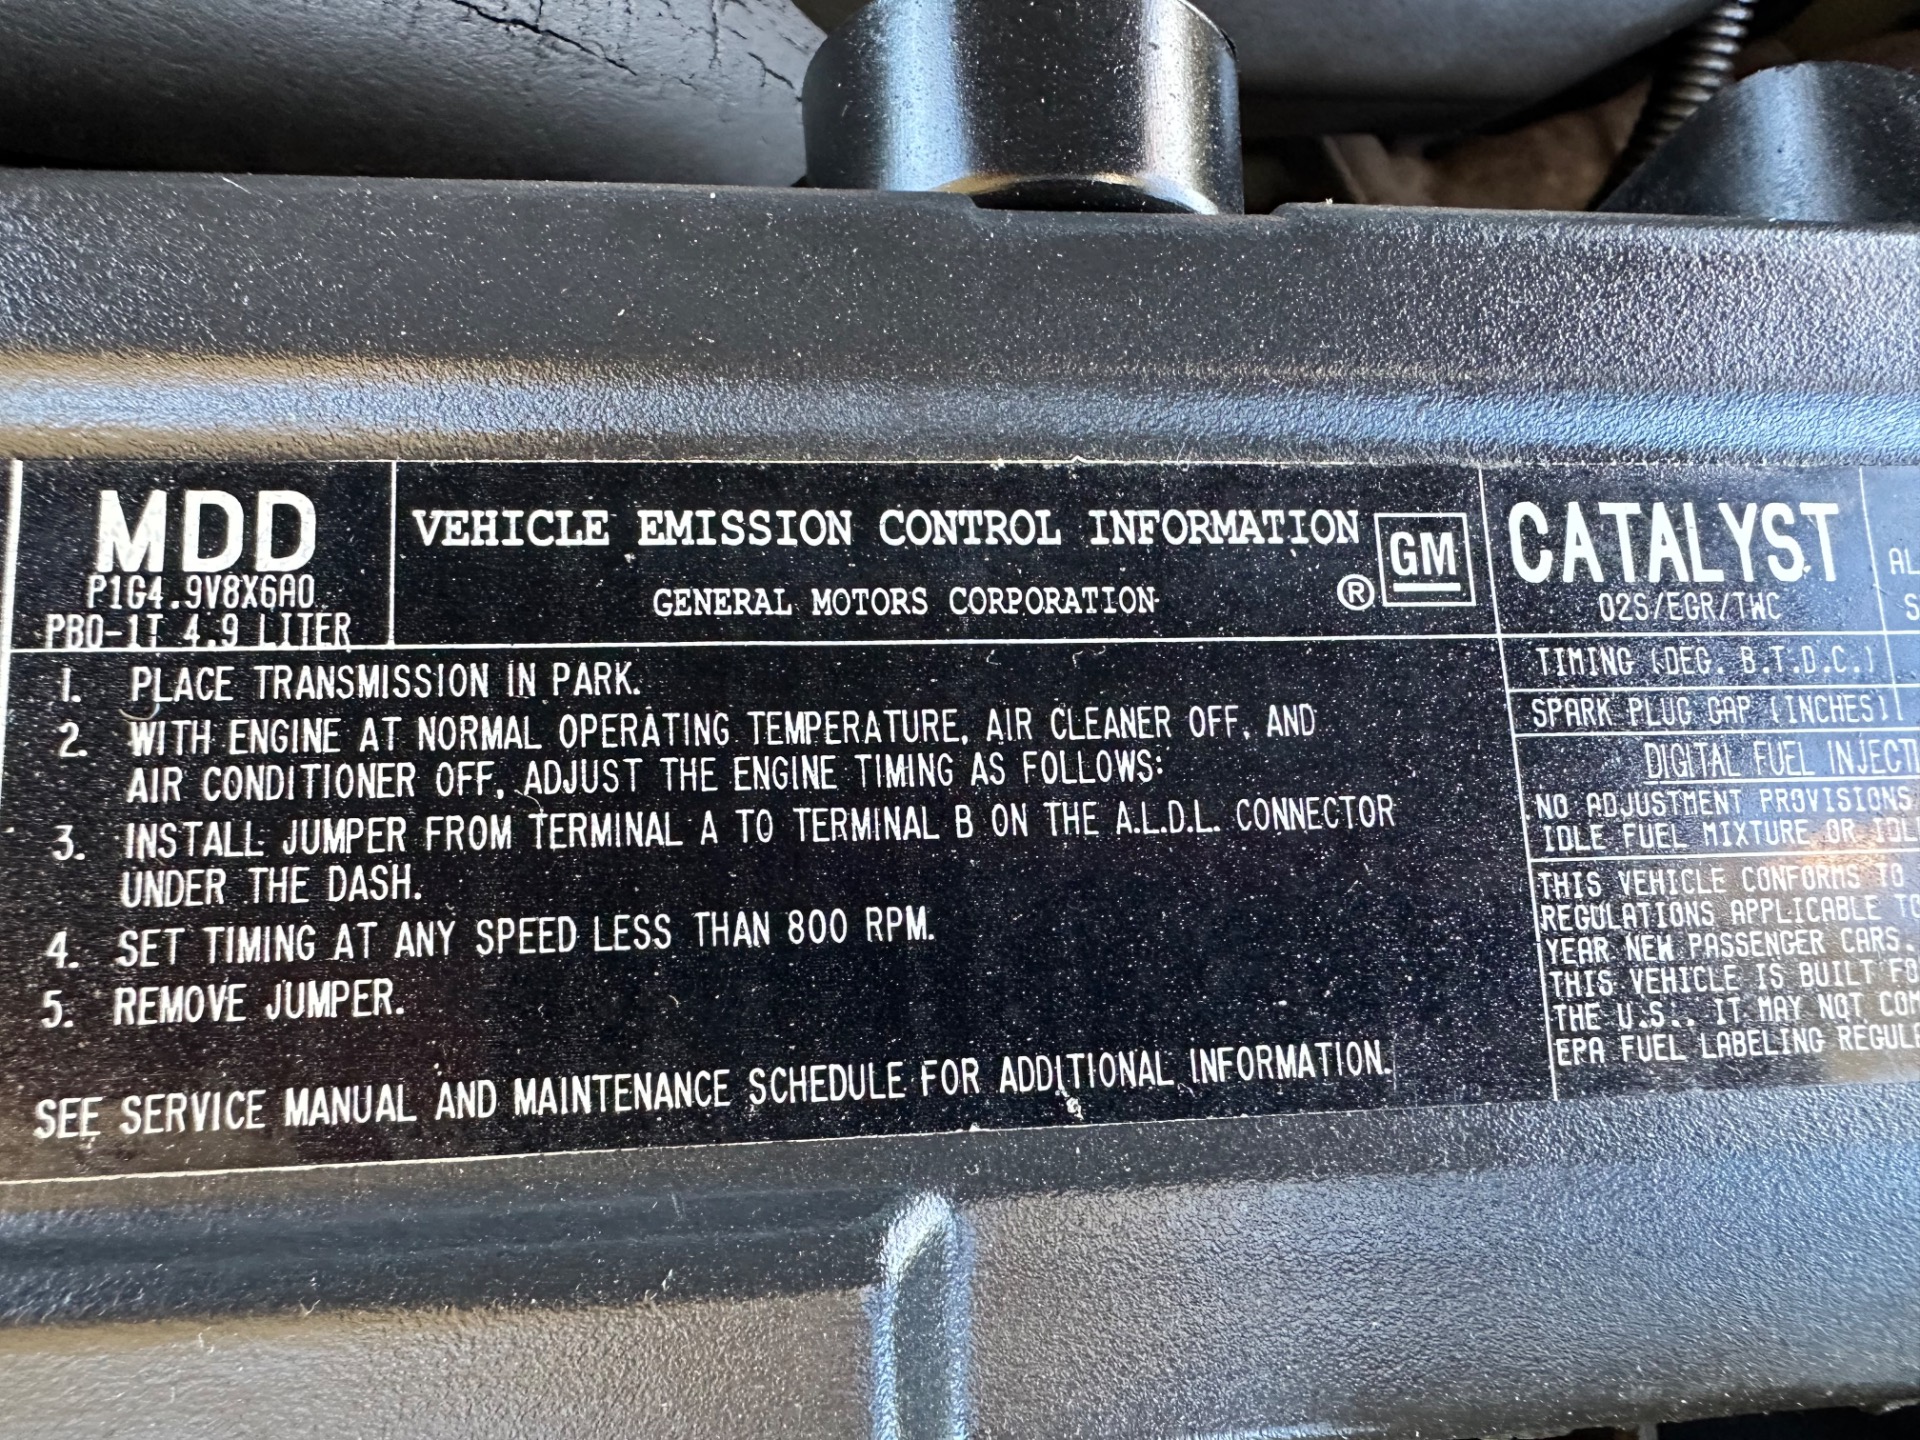 MDD
P1G4.9V8X6A0
PB0-1T 4.9 LITER
VEHICLE EMISSION CONTROL INFORMATION
GENERAL MOTORS CORPORATION
® GM
CATALYST
O2S/EGR/TWC
1. PLACE TRANSMISSION IN PARK.
2. WITH ENGINE AT NORMAL OPERATING TEMPERATURE, AIR CLEANER OFF, AND
AIR CONDITIONER OFF, ADJUST THE ENGINE TIMING AS FOLLOWS:
3. INSTALL JUMPER FROM TERMINAL A TO TERMINAL B ON THE A.L.D.L. CONNECTOR
UNDER THE DASH.
4. SET TIMING AT ANY SPEED LESS THAN 800 RPM.
5. REMOVE JUMPER.
SEE SERVICE MANUAL AND MAINTENANCE SCHEDULE FOR ADDITIONAL INFORMATION.
TIMING (DEG. B.T.D.C.)
SPARK PLUG GAP (INCHES)
DIGITAL FUEL
NO ADJUSTMENT PROVISIONS
IDLE FUEL MIXTURE OR
THIS VEHICLE CONFORMS TO
REGULATIONS APPLICABLE
YEAR NEW PASSENGER CARS.
THIS VEHICLE IS BUILT
THE U.S.. IT MAY NOT
EPA FUEL LABELING